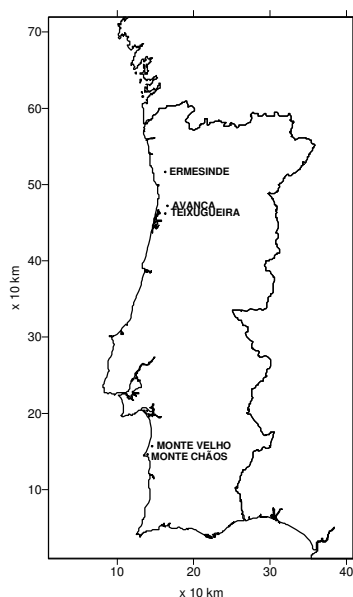 70
60
ERMESINDE
50
AVANCA
TEIXUGUEIRA
40
x 10 km
30
20
MONTE VELHO
MONTE CHÃOS
10
10 20 30 40
x 10 km